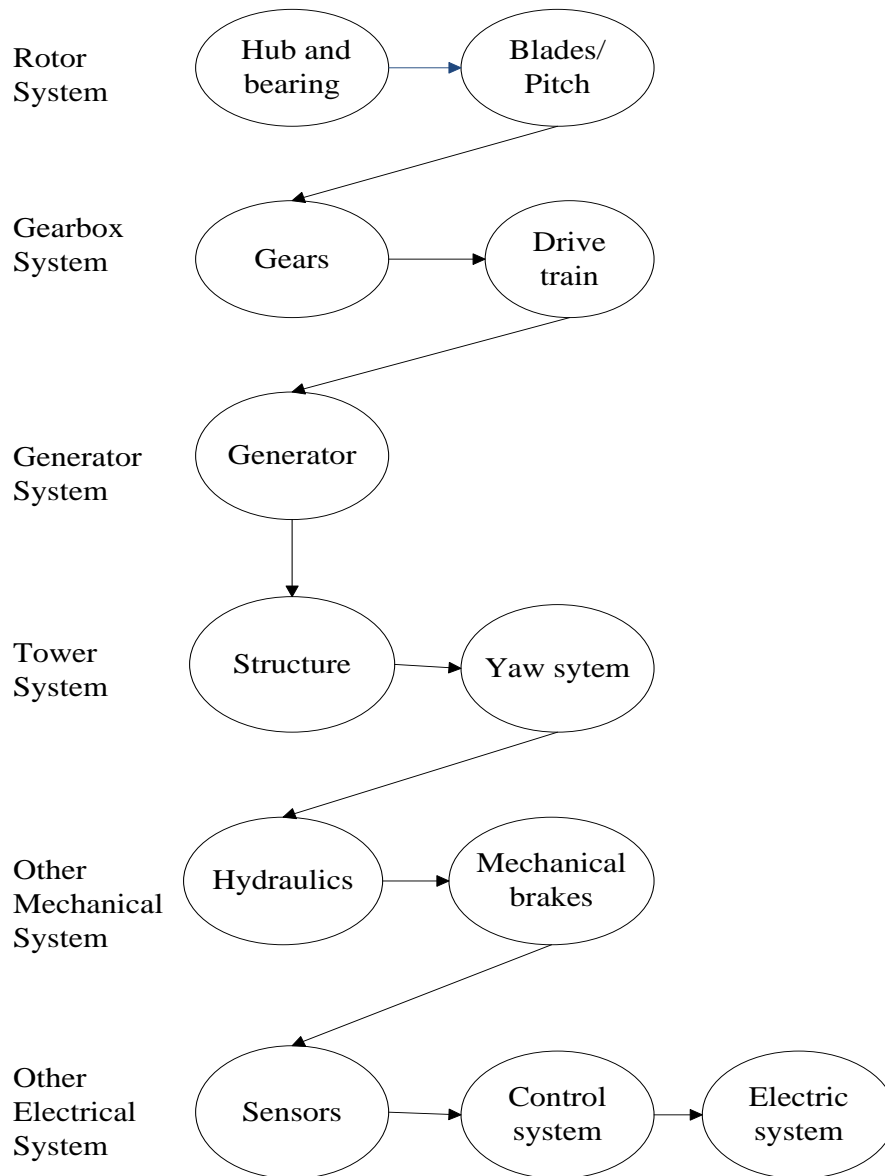 Rotor
System
Hub and
bearing
Blades/
Pitch
Gearbox
System
Gears
Drive
train
Generator
System
Generator
Tower
System
Structure
Yaw sytem
Other
Mechanical
System
Hydraulics
Mechanical
brakes
Other
Electrical
System
Sensors
Control
system
Electric
system